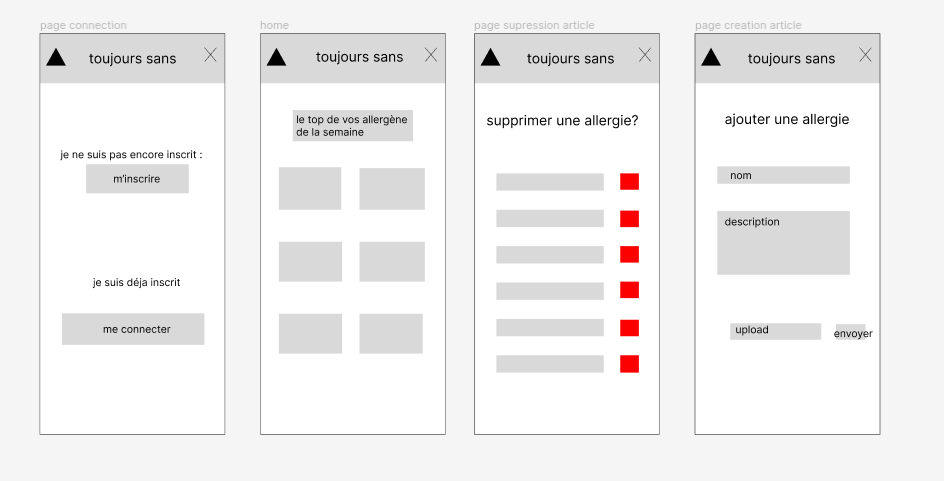 page connection
toujours sans
je ne suis pas encore inscrit :
m'inscrire
je suis déja inscrit
me connecter
home
toujours sans
le top de vos allergène
de la semaine
page supression article
toujours sans
supprimer une allergie?
page creation article
toujours sans
ajouter une allergie
nom
description
upload
envoyer